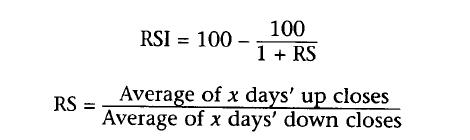 RSI = 100 − 100 / 1 + RS
RS = Average of x days' up closes / Average of x days' down closes